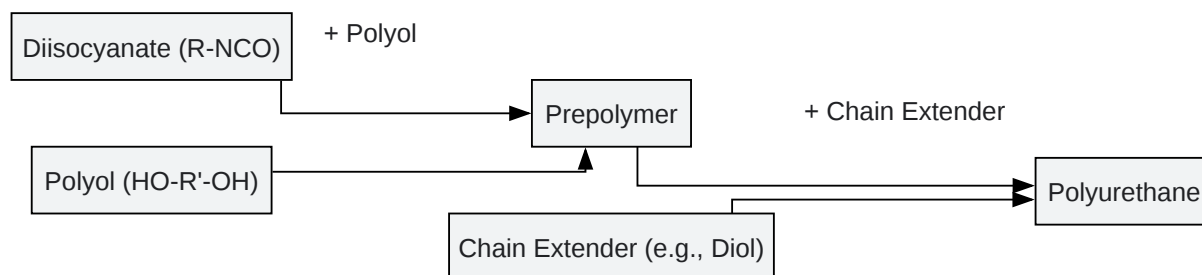 Diisocyanate (R-NCO)
+ Polyol
Prepolymer
+ Chain Extender
Polyol (HO-R'-OH)
Polyurethane
Chain Extender (e.g., Diol)